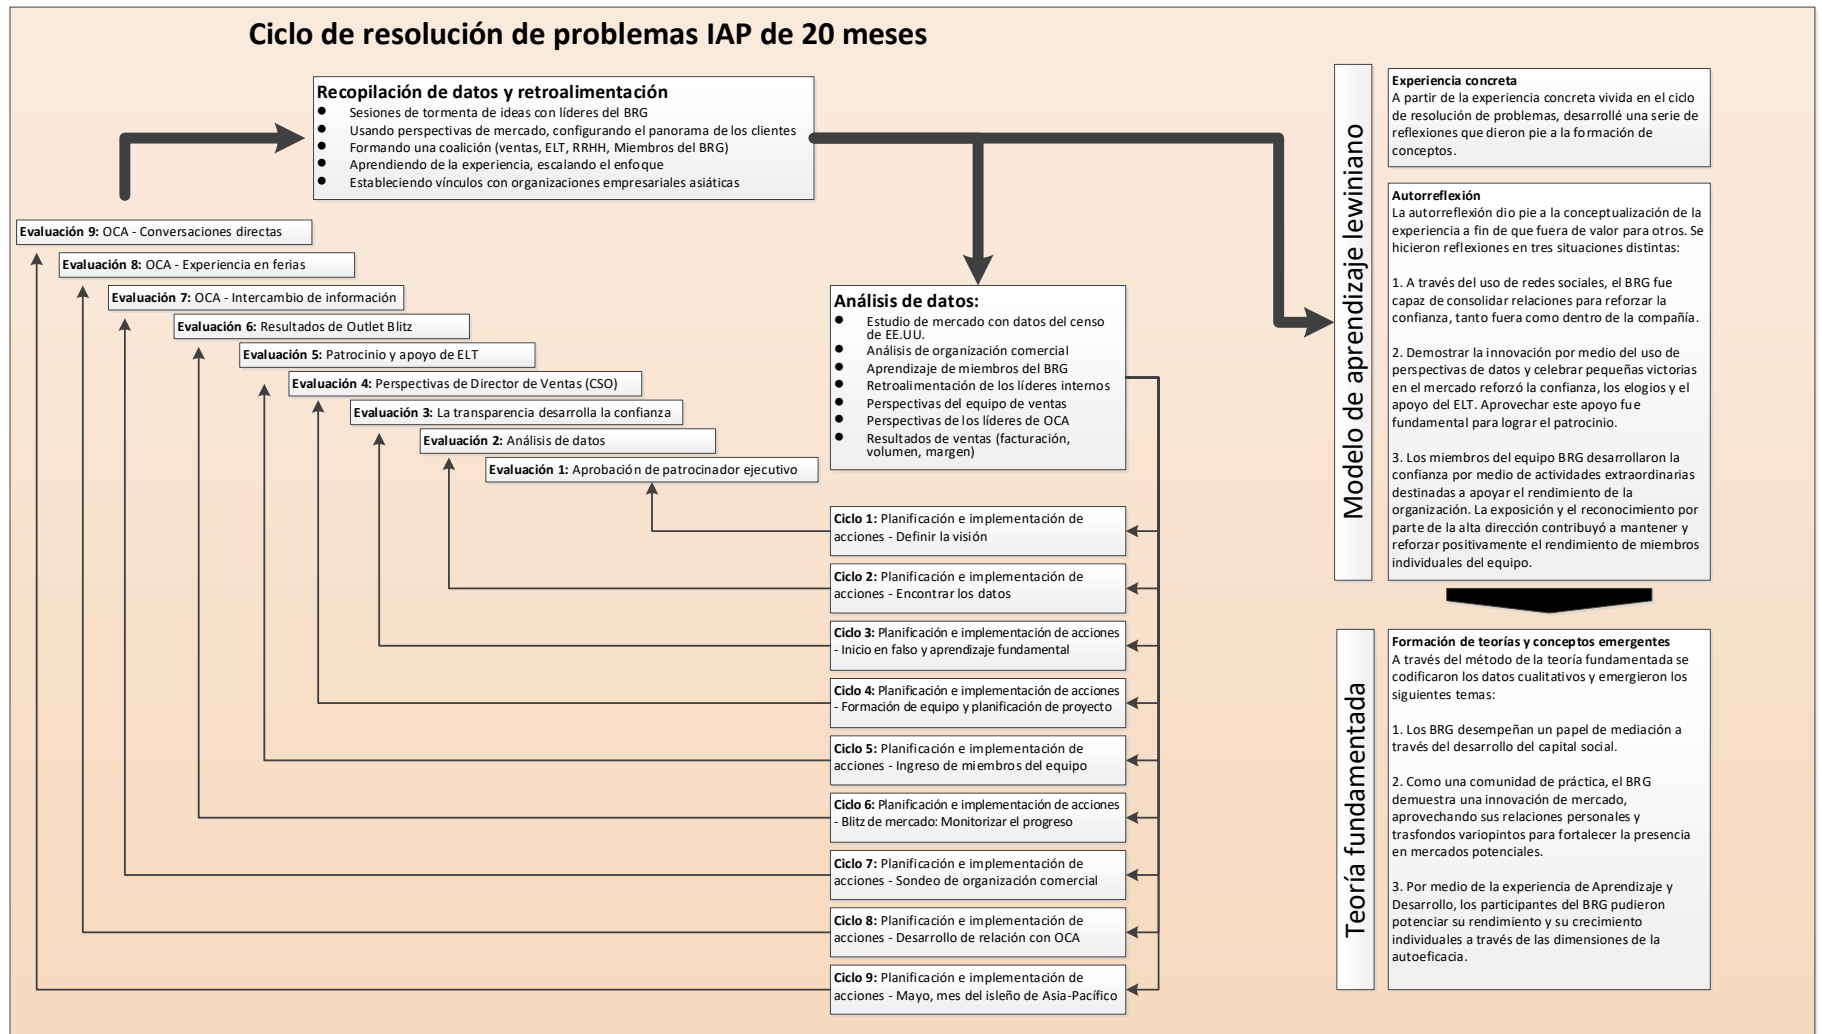 Ciclo de resolución de problemas IAP de 20 meses
Recopilación de datos y retroalimentación
● Sesiones de tormenta de ideas con líderes del BRG
● Usando perspectivas de mercado, configurando el panorama de los clientes
● Formando una coalición (ventas, ELT, RRHH, Miembros del BRG)
● Aprendiendo de la experiencia, escalando el enfoque
● Estableciendo vínculos con organizaciones empresariales asiáticas
Evaluación 9: OCA - Conversaciones directas
Evaluación 8: OCA - Experiencia en ferias
Evaluación 7: OCA - Intercambio de información
Evaluación 6: Resultados de Outlet Blitz
Evaluación 5: Patrocinio y apoyo de ELT
Evaluación 4: Perspectivas de Director de Ventas (CSO)
Evaluación 3: La transparencia desarrolla la confianza
Evaluación 2: Análisis de datos
Evaluación 1: Aprobación de patrocinador ejecutivo
Análisis de datos:
● Estudio de mercado con datos del censo
de EE.UU.
● Análisis de organización comercial
● Aprendizaje de miembros del BRG
● Retroalimentación de los líderes internos
● Perspectivas del equipo de ventas
● Perspectivas de los líderes de OCA
● Resultados de ventas (facturación,
volumen, margen)
Ciclo 1: Planificación e implementación de
acciones - Definir la visión
Ciclo 2: Planificación e implementación de
acciones - Encontrar los datos
Ciclo 3: Planificación e implementación de acciones
- Inicio en falso y aprendizaje fundamental
Ciclo 4: Planificación e implementación de acciones
- Formación de equipo y planificación de proyecto
Ciclo 5: Planificación e implementación de
acciones - Ingreso de miembros del equipo
Ciclo 6: Planificación e implementación de acciones
- Blitz de mercado: Monitorizar el progreso
Ciclo 7: Planificación e implementación de
acciones - Sondeo de organización comercial
Ciclo 8: Planificación e implementación de
acciones - Desarrollo de relación con OCA
Ciclo 9: Planificación e implementación de
acciones - Mayo, mes del isleño de Asia-Pacífico
Modelo de aprendizaje lewiniano
Experiencia concreta
A partir de la experiencia concreta vivida en el ciclo
de resolución de problemas, desarrollé una serie de
reflexiones que dieron pie a la formación de
conceptos.
Autorreflexión
La autorreflexión dio pie a la conceptualización de la
experiencia a fin de que fuera de valor para otros. Se
hicieron reflexiones en tres situaciones distintas:
1. A través del uso de redes sociales, el BRG fue
capaz de consolidar relaciones para reforzar la
confianza, tanto fuera como dentro de la compañía.
2. Demostrar la innovación por medio del uso de
perspectivas de datos y celebrar pequeñas victorias
en el mercado reforzó la confianza, los elogios y el
apoyo del ELT. Aprovechar este apoyo fue
fundamental para lograr el patrocinio.
3. Los miembros del equipo BRG desarrollaron la
confianza por medio de actividades extraordinarias
destinadas a apoyar el rendimiento de la
organización. La exposición y el reconocimiento por
parte de la alta dirección contribuyó a mantener y
reforzar positivamente el rendimiento de miembros
individuales del equipo.
Teoría fundamentada
Formación de teorías y conceptos emergentes
A través del método de la teoría fundamentada se
codificaron los datos cualitativos y emergieron los
siguientes temas:
1. Los BRG desempeñan un papel de mediación a
través del desarrollo del capital social.
2. Como una comunidad de práctica, el BRG
demuestra una innovación de mercado,
aprovechando sus relaciones personales y
trasfondos variopintos para fortalecer la presencia
en mercados potenciales.
3. Por medio de la experiencia de Aprendizaje y
Desarrollo, los participantes del BRG pudieron
potenciar su rendimiento y su crecimiento
individuales a través de las dimensiones de la
autoeficacia.